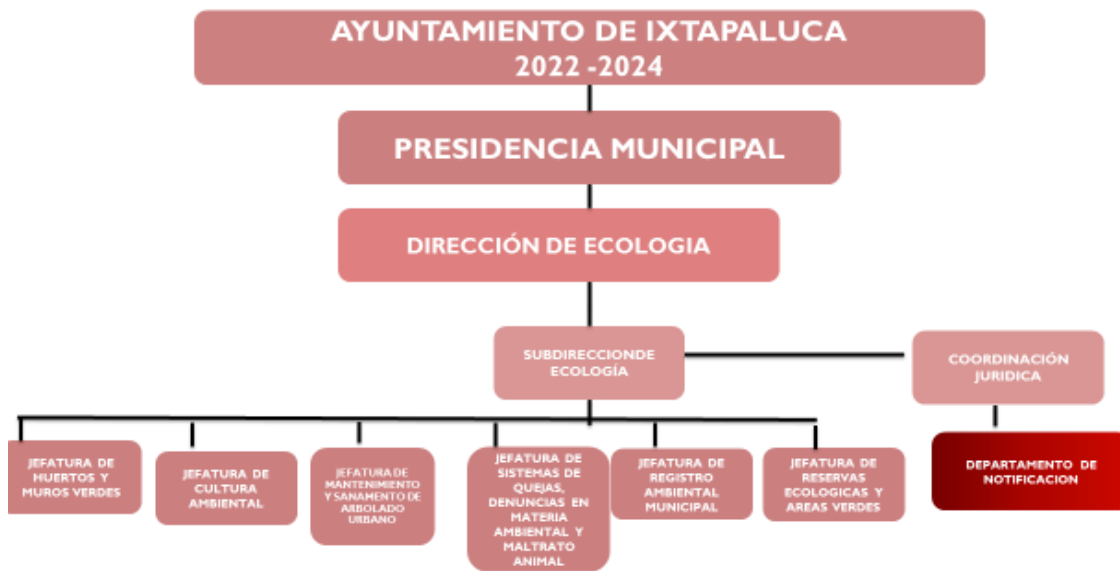 AYUNTAMIENTO DE IXTAPALUCA
2022 -2024
PRESIDENCIA MUNICIPAL
DIRECCIÓN DE ECOLOGIA
SUBDIRECCIONDE
ECOLOGÍA
COORDINACIÓN
JURIDICA
JEFATURA DE
HUERTOS Y
MUROS VERDES
JEFATURA DE
CULTURA
AMBIENTAL
JEFATURA DE
MANTENIMIENTO
Y SANAMENTO DE
ARBOLADO
URBANO
JEFATURA DE
SISTEMAS DE
QUEJAS,
DENUNCIAS EN
MATERIA
AMBIENTAL Y
MALTRATO
ANIMAL
JEFATURA DE
REGISTRO
AMBIENTAL
MUNICIPAL
JEFATURA DE
RESERVAS
ECOLOGICAS Y
AREAS VERDES
DEPARTAMENTO DE
NOTIFICACION